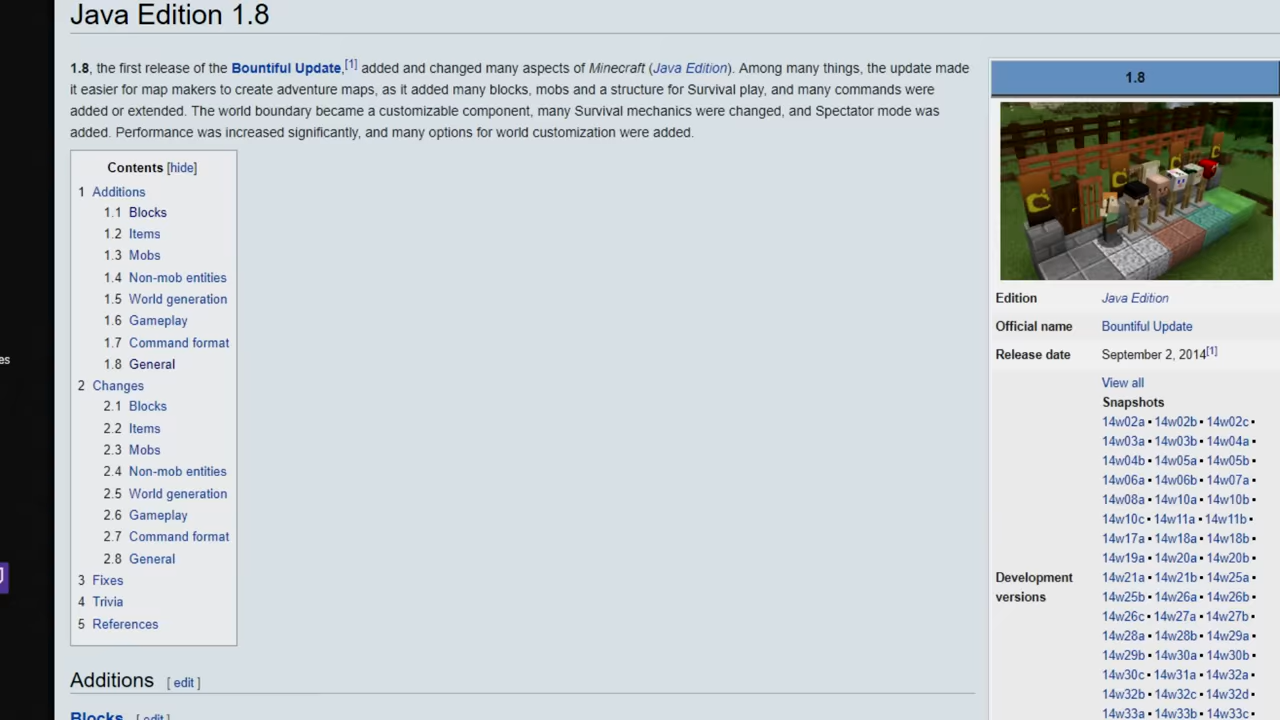 Java Edition 1.8
1.8, the first release of the Bountiful Update,[1] added and changed many aspects of Minecraft (Java Edition). Among many things, the update made
it easier for map makers to create adventure maps, as it added many blocks, mobs and a structure for Survival play, and many commands were
added or extended. The world boundary became a customizable component, many Survival mechanics were changed, and Spectator mode was
added. Performance was increased significantly, and many options for world customization were added.
Contents [hide]
1 Additions
1.1 Blocks
1.2 Items
1.3 Mobs
1.4 Non-mob entities
1.5 World generation
1.6 Gameplay
1.7 Command format
1.8 General
2 Changes
2.1 Blocks
2.2 Items
2.3 Mobs
2.4 Non-mob entities
2.5 World generation
2.6 Gameplay
2.7 Command format
2.8 General
3 Fixes
4 Trivia
5 References
Additions [ edit ]
Blocks [ edit ]
1.8
Edition Java Edition
Official name Bountiful Update
Release date September 2, 2014[1]
Development versions
View all
Snapshots
14w02a ▪ 14w02b ▪ 14w02c ▪
14w03a ▪ 14w03b ▪ 14w04a ▪
14w04b ▪ 14w05a ▪ 14w05b ▪
14w06a ▪ 14w06b ▪ 14w07a ▪
14w08a ▪ 14w10a ▪ 14w10b ▪
14w10c ▪ 14w11a ▪ 14w11b ▪
14w17a ▪ 14w18a ▪ 14w18b ▪
14w19a ▪ 14w20a ▪ 14w20b ▪
14w21a ▪ 14w21b ▪ 14w25a ▪
14w25b ▪ 14w26a ▪ 14w26b ▪
14w26c ▪ 14w27a ▪ 14w27b ▪
14w28a ▪ 14w28b ▪ 14w29a ▪
14w29b ▪ 14w30a ▪ 14w30b ▪
14w30c ▪ 14w31a ▪ 14w32a ▪
14w32b ▪ 14w32c ▪ 14w32d ▪
14w33a ▪ 14w33b ▪ 14w33c ▪